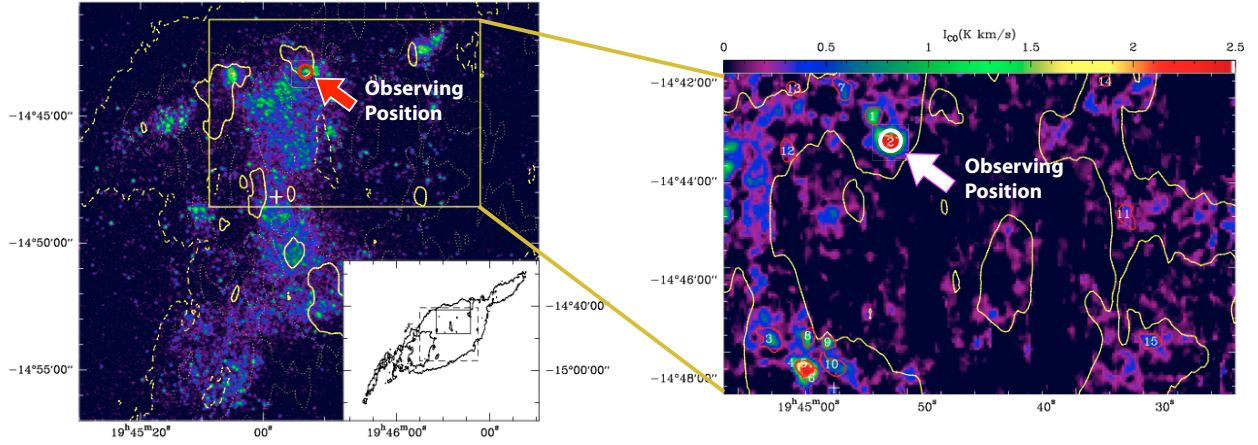 Observing
Position
−14°45′00″
−14°50′00″
−14°55′00″
19ʰ45ᵐ20ˢ
00ˢ
−14°40′00″
−15°00′00″
19ʰ46ᵐ00ˢ
00ˢ
I_CO(K km/s)
0 0.5 1 1.5 2 2.5
−14°42′00″
−14°44′00″
−14°46′00″
−14°48′00″
13
7
14
1
2
12
Observing
Position
11
3
8
9
10
15
19ʰ45ᵐ00ˢ
50ˢ
40ˢ
30ˢ